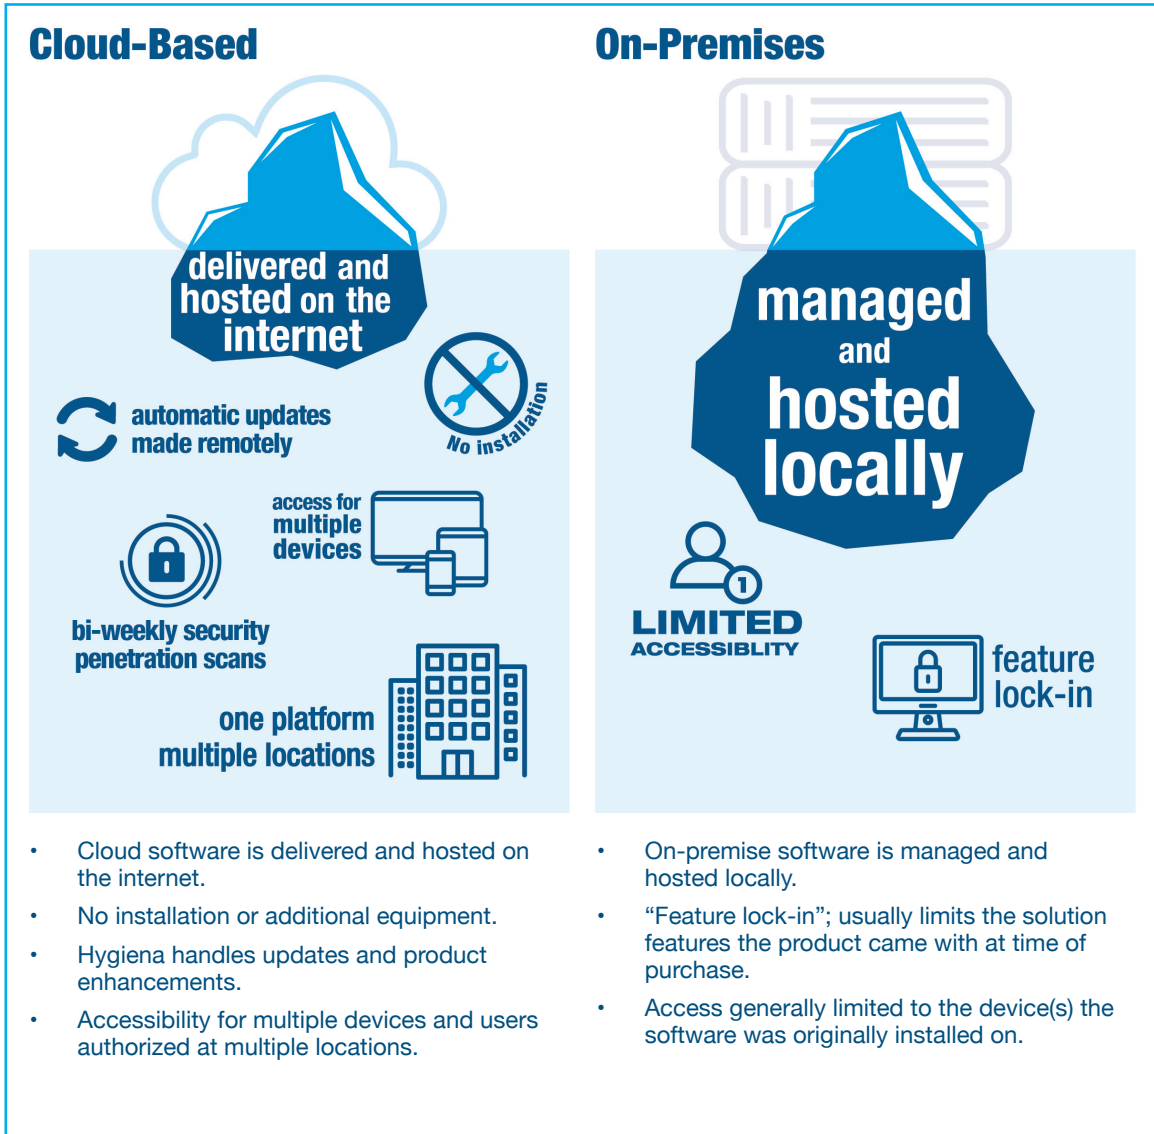 Cloud-Based
delivered and
hosted on the
internet
No installation
automatic updates
made remotely
access for
multiple
devices
bi-weekly security
penetration scans
one platform
multiple locations
• Cloud software is delivered and hosted on
the internet.
• No installation or additional equipment.
• Hygiena handles updates and product
enhancements.
• Accessibility for multiple devices and users
authorized at multiple locations.
On-Premises
managed
and
hosted
locally
1
LIMITED
ACCESSIBLITY
feature
lock-in
• On-premise software is managed and
hosted locally.
• “Feature lock-in”; usually limits the solution
features the product came with at time of
purchase.
• Access generally limited to the device(s) the
software was originally installed on.